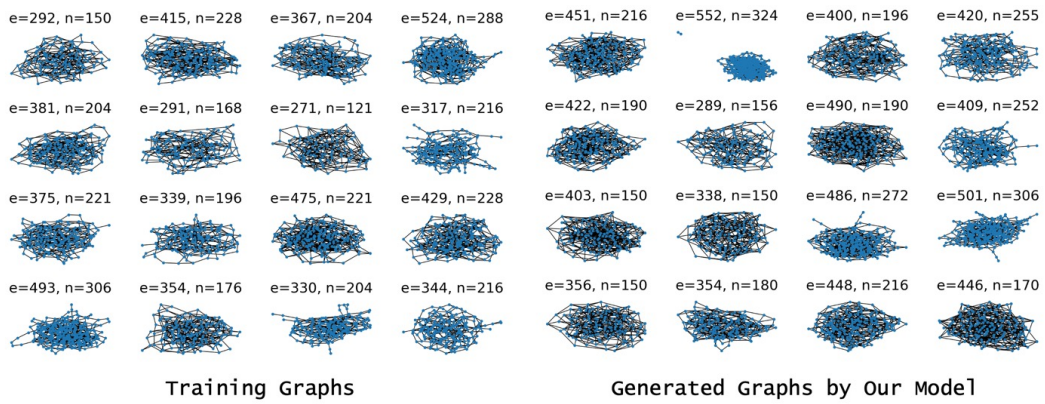 e=292, n=150 e=415, n=228 e=367, n=204 e=524, n=288 e=451, n=216 e=552, n=324 e=400, n=196 e=420, n=255
e=381, n=204 e=291, n=168 e=271, n=121 e=317, n=216 e=422, n=190 e=289, n=156 e=490, n=190 e=409, n=252
e=375, n=221 e=339, n=196 e=475, n=221 e=429, n=228 e=403, n=150 e=338, n=150 e=486, n=272 e=501, n=306
e=493, n=306 e=354, n=176 e=330, n=204 e=344, n=216 e=356, n=150 e=354, n=180 e=448, n=216 e=446, n=170
Training Graphs Generated Graphs by Our Model